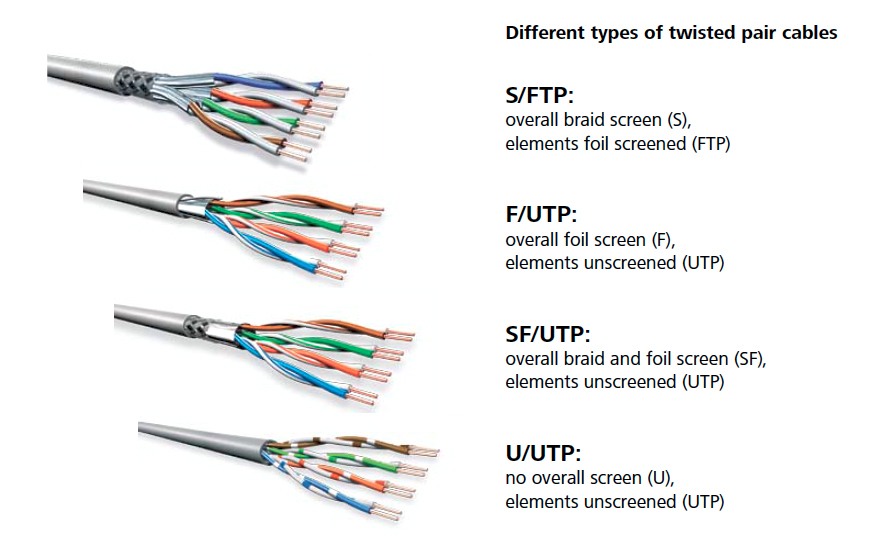 Different types of twisted pair cables
S/FTP:
overall braid screen (S),
elements foil screened (FTP)
F/UTP:
overall foil screen (F),
elements unscreened (UTP)
SF/UTP:
overall braid and foil screen (SF),
elements unscreened (UTP)
U/UTP:
no overall screen (U),
elements unscreened (UTP)